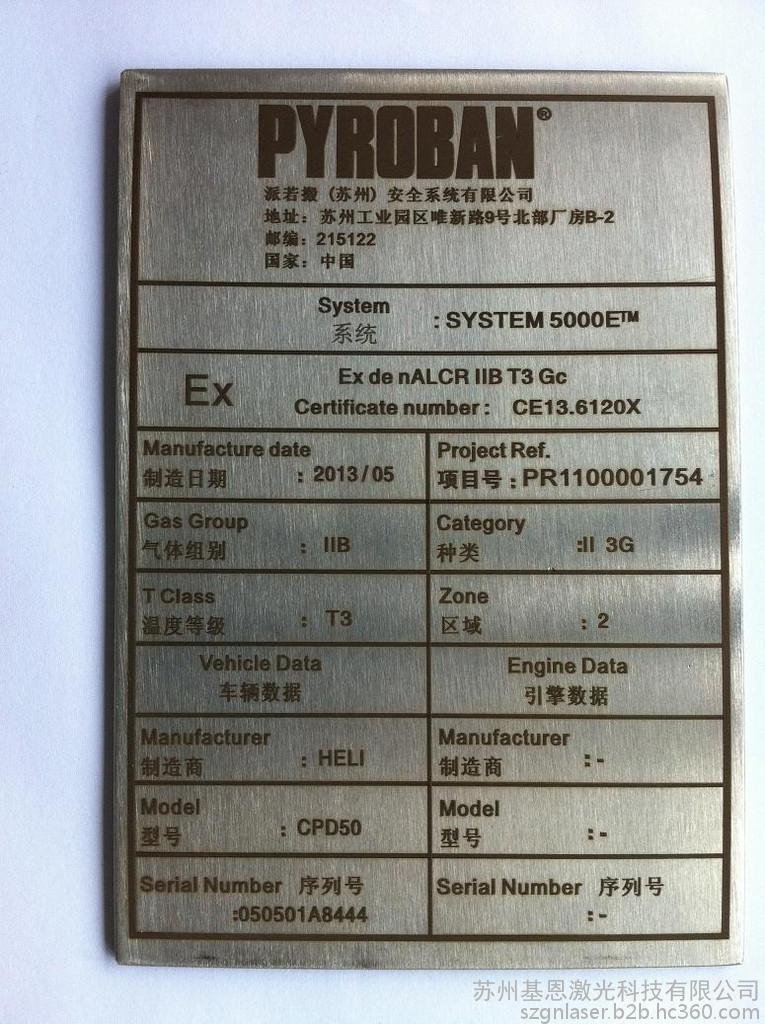 PYROBAN®
派若搬（苏州）安全系统有限公司
地址：苏州工业园区唯新路9号北部厂房B-2
邮编：215122
国家：中国
System
系统
: SYSTEM 5000E™
Ex
Ex de nALCR IIB T3 Gc
Certificate number : CE13.6120X
Manufacture date
制造日期 : 2013/05
Project Ref.
项目号 : PR1100001754
Gas Group
气体组别 : IIB
Category
种类 :II 3G
T Class
温度等级 : T3
Zone
区域 : 2
Vehicle Data
车辆数据
Engine Data
引擎数据
Manufacturer
制造商 : HELI
Manufacturer
制造商 : -
Model
型号 : CPD50
Model
型号 : -
Serial Number 序列号
:050501A8444
Serial Number 序列号
: -
苏州基恩激光科技有限公司
szgnlaser.b2b.hc360.com